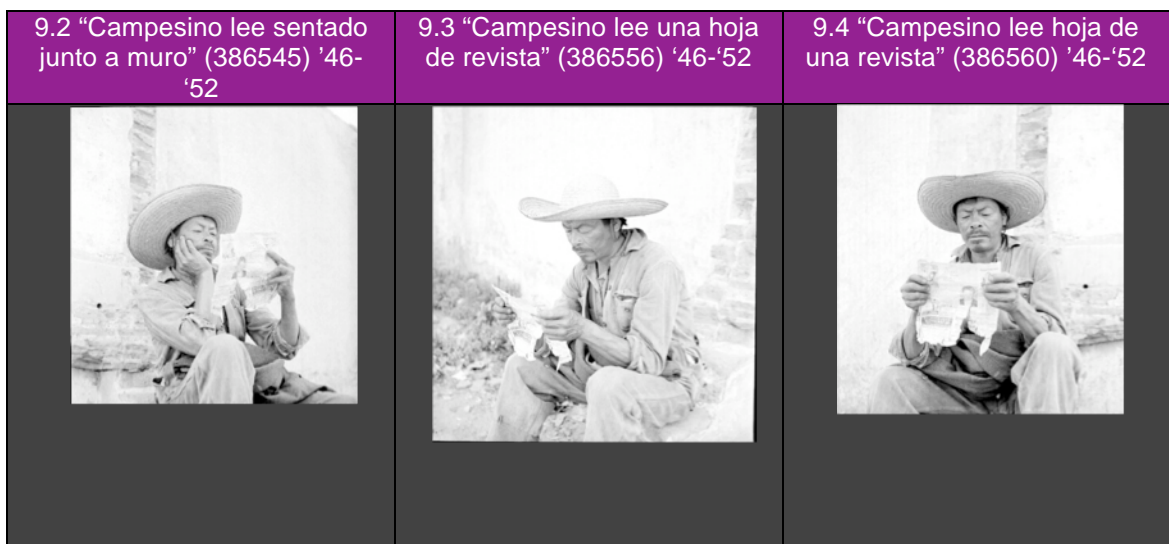 9.2 “Campesino lee sentado
junto a muro” (386545) ’46-
‘52
9.3 “Campesino lee una hoja
de revista” (386556) ’46-‘52
9.4 “Campesino lee hoja de
una revista” (386560) ’46-‘52